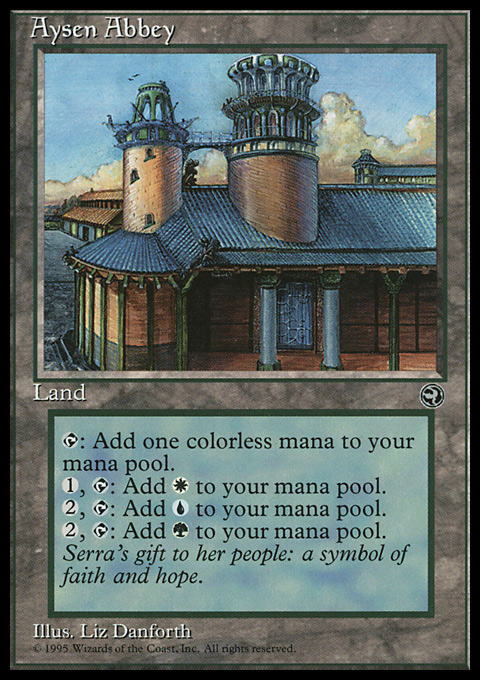 Aysen Abbey
Land
: Add one colorless mana to your
mana pool.
1, : Add to your mana pool.
2, : Add to your mana pool.
2, : Add to your mana pool.
Serra's gift to her people: a symbol of
faith and hope.
Illus. Liz Danforth
© 1995 Wizards of the Coast, Inc. All rights reserved.